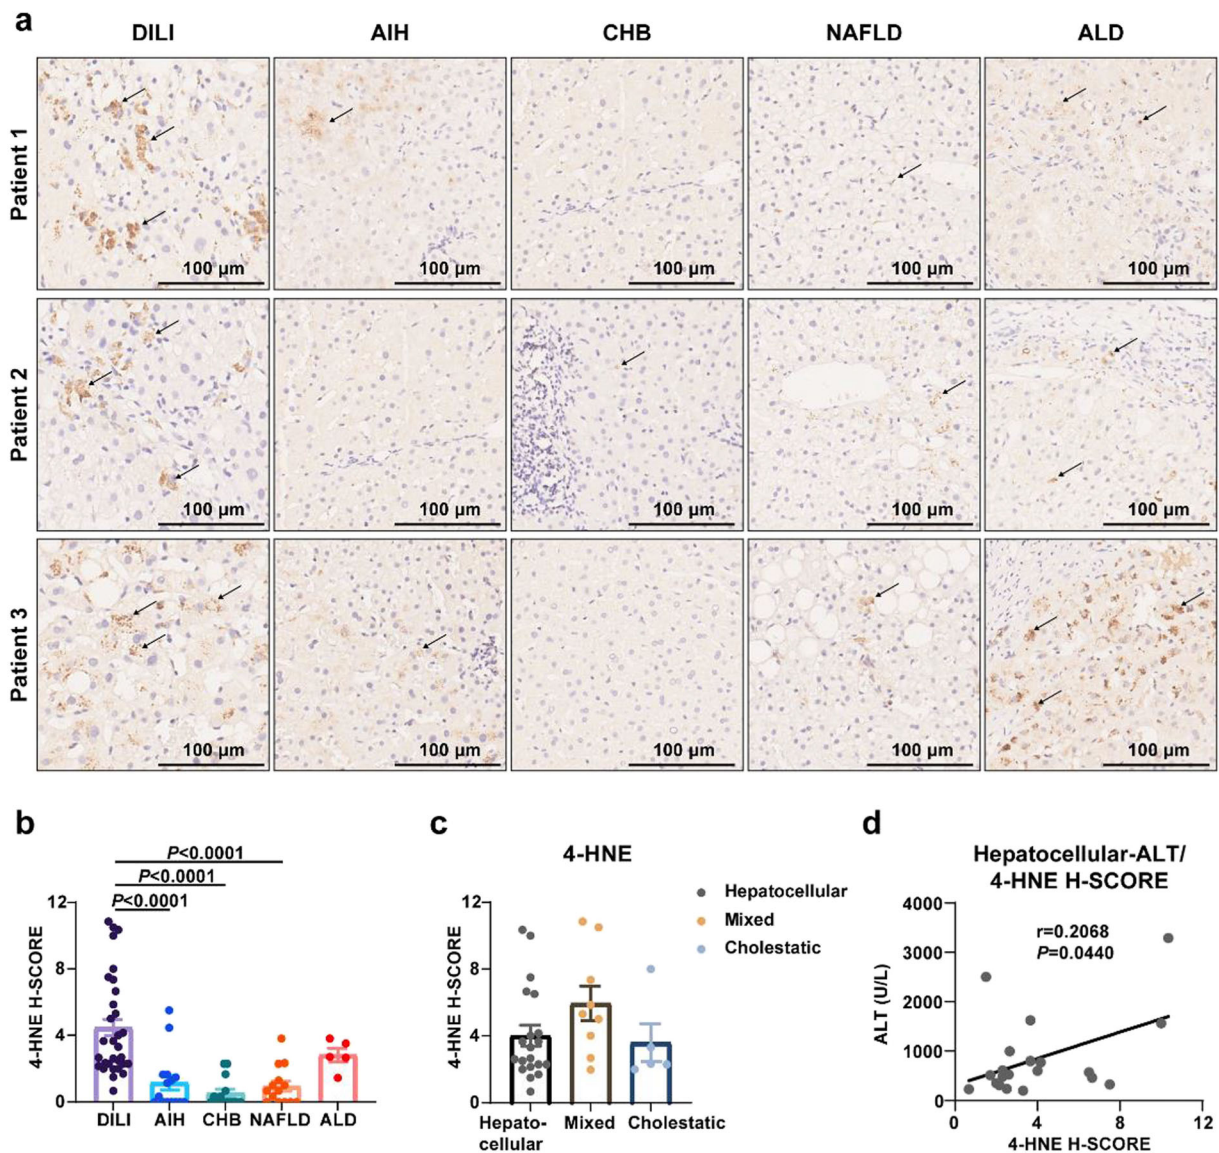 a
DILI AIH CHB NAFLD ALD
Patient 1
100 µm 100 µm 100 µm 100 µm 100 µm
Patient 2
100 µm 100 µm 100 µm 100 µm 100 µm
Patient 3
100 µm 100 µm 100 µm 100 µm 100 µm
b
P<0.0001
P<0.0001
P<0.0001
4-HNE H-SCORE
12
8
4
0
DILI AIH CHB NAFLD ALD
c
4-HNE
Hepatocellular
Mixed
Cholestatic
4-HNE H-SCORE
12
8
4
0
Hepato-
cellular
Mixed
Cholestatic
d
Hepatocellular-ALT/
4-HNE H-SCORE
r=0.2068
P=0.0440
ALT (U/L)
4000
3000
2000
1000
0
0 4 8 12
4-HNE H-SCORE